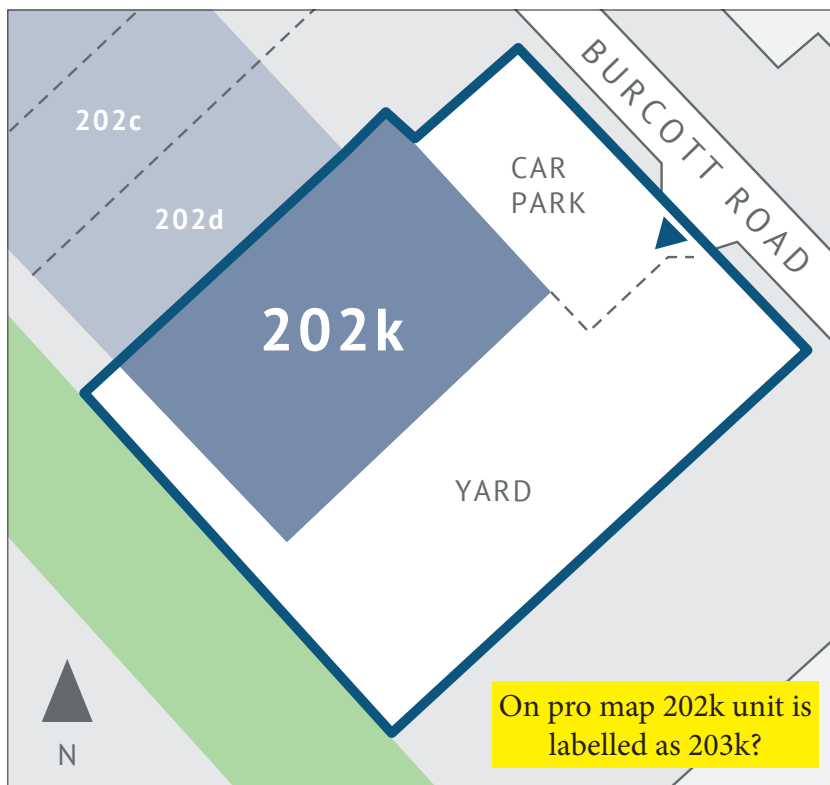 BURCOTT ROAD
202c
CAR
PARK
202d
202k
YARD
N
On pro map 202k unit is
labelled as 203k?